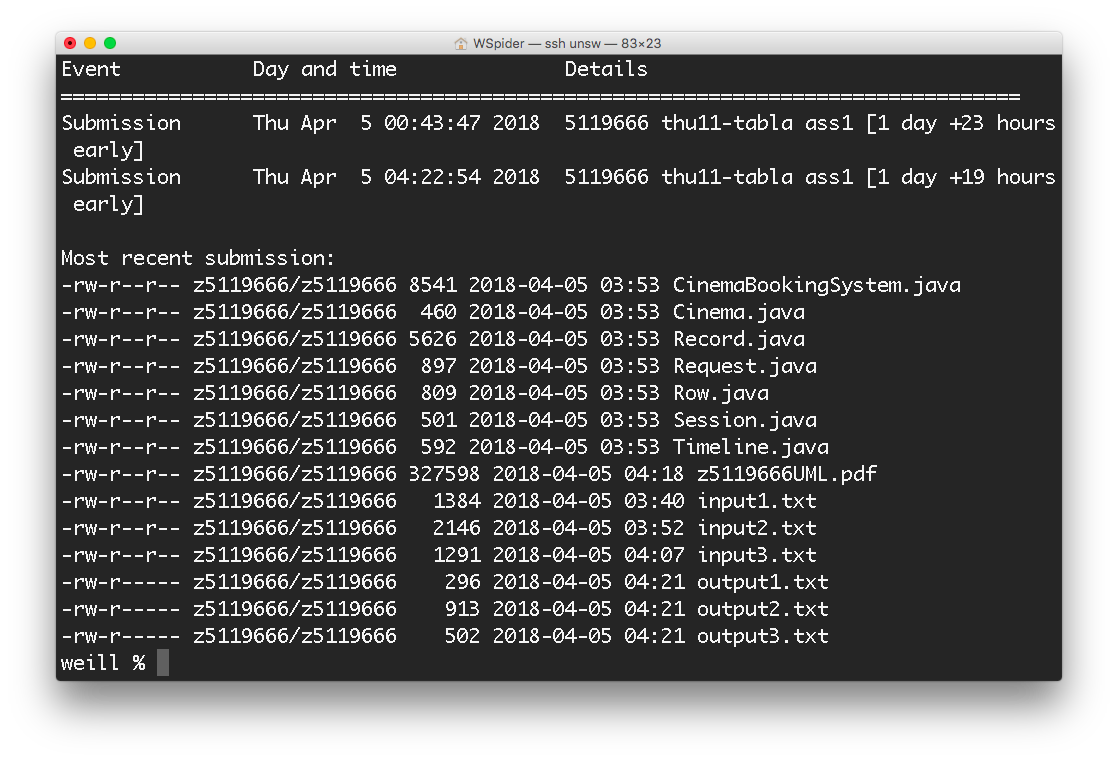 WSpider — ssh unsw — 83×23
Event           Day and time              Details
================================================================================
Submission      Thu Apr  5 00:43:47 2018  5119666 thu11-tabla ass1 [1 day +23 hours
 early]
Submission      Thu Apr  5 04:22:54 2018  5119666 thu11-tabla ass1 [1 day +19 hours
 early]

Most recent submission:
-rw-r--r-- z5119666/z5119666 8541 2018-04-05 03:53 CinemaBookingSystem.java
-rw-r--r-- z5119666/z5119666  460 2018-04-05 03:53 Cinema.java
-rw-r--r-- z5119666/z5119666 5626 2018-04-05 03:53 Record.java
-rw-r--r-- z5119666/z5119666  897 2018-04-05 03:53 Request.java
-rw-r--r-- z5119666/z5119666  809 2018-04-05 03:53 Row.java
-rw-r--r-- z5119666/z5119666  501 2018-04-05 03:53 Session.java
-rw-r--r-- z5119666/z5119666  592 2018-04-05 03:53 Timeline.java
-rw-r--r-- z5119666/z5119666 327598 2018-04-05 04:18 z5119666UML.pdf
-rw-r--r-- z5119666/z5119666   1384 2018-04-05 03:40 input1.txt
-rw-r--r-- z5119666/z5119666   2146 2018-04-05 03:52 input2.txt
-rw-r--r-- z5119666/z5119666   1291 2018-04-05 04:07 input3.txt
-rw-r----- z5119666/z5119666    296 2018-04-05 04:21 output1.txt
-rw-r----- z5119666/z5119666    913 2018-04-05 04:21 output2.txt
-rw-r----- z5119666/z5119666    502 2018-04-05 04:21 output3.txt
weill %